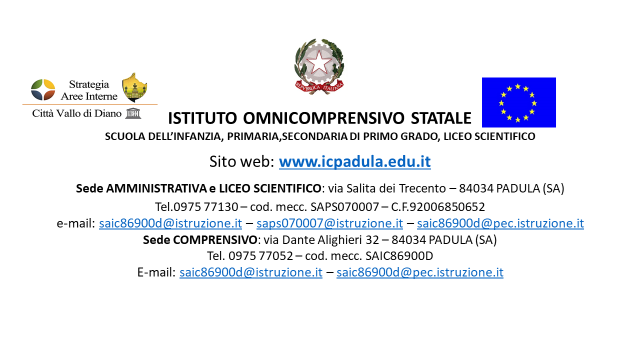 REPVBBLICA ITALIANA
Strategia
Aree Interne
Città Vallo di Diano
ISTITUTO OMNICOMPRENSIVO STATALE
SCUOLA DELL'INFANZIA, PRIMARIA,SECONDARIA DI PRIMO GRADO, LICEO SCIENTIFICO
Sito web: www.icpadula.edu.it
Sede AMMINISTRATIVA e LICEO SCIENTIFICO: via Salita dei Trecento – 84034 PADULA (SA)
Tel.0975 77130 – cod. mecc. SAPS070007 – C.F.92006850652
e-mail: saic86900d@istruzione.it – saps070007@istruzione.it – saic86900d@pec.istruzione.it
Sede COMPRENSIVO: via Dante Alighieri 32 – 84034 PADULA (SA)
Tel. 0975 77052 – cod. mecc. SAIC86900D
E-mail: saic86900d@istruzione.it – saic86900d@pec.istruzione.it